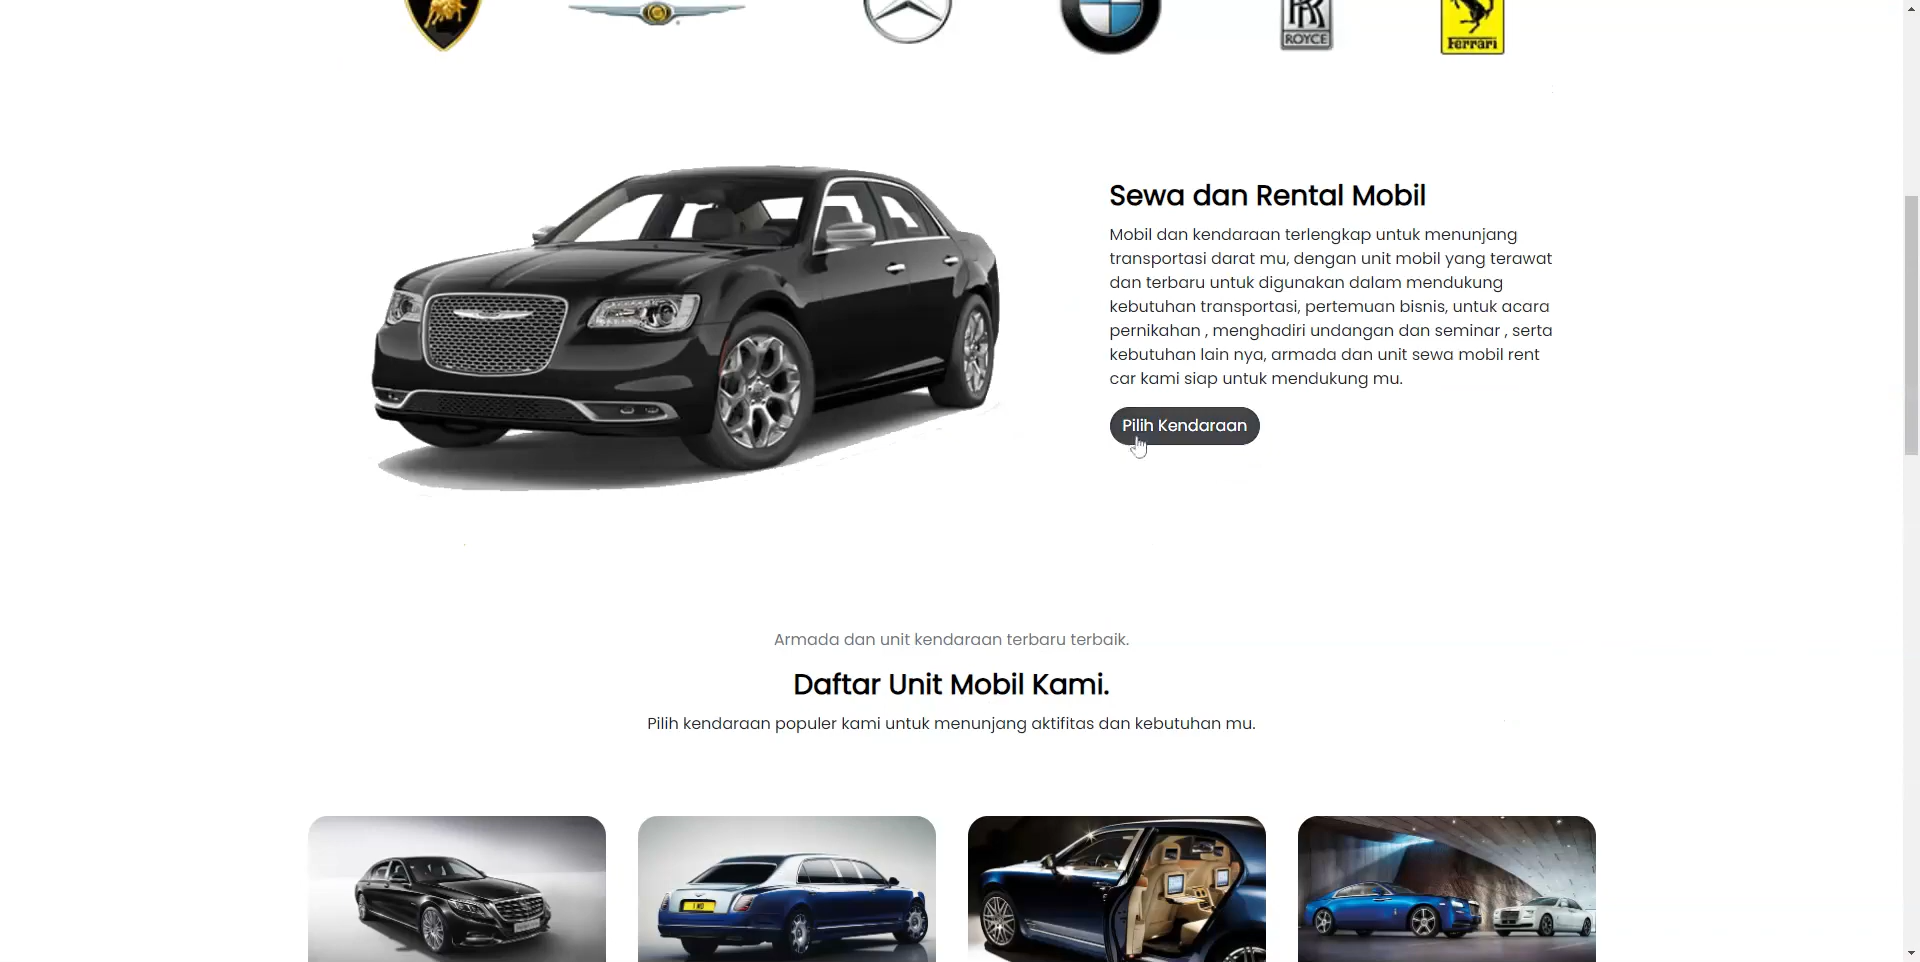 ROYCE
Ferrari
Sewa dan Rental Mobil
Mobil dan kendaraan terlengkap untuk menunjang
transportasi darat mu, dengan unit mobil yang terawat
dan terbaru untuk digunakan dalam mendukung
kebutuhan transportasi, pertemuan bisnis, untuk acara
pernikahan , menghadiri undangan dan seminar , serta
kebutuhan lain nya, armada dan unit sewa mobil rent
car kami siap untuk mendukung mu.
Pilih Kendaraan
Armada dan unit kendaraan terbaru terbaik.
Daftar Unit Mobil Kami.
Pilih kendaraan populer kami untuk menunjang aktifitas dan kebutuhan mu.